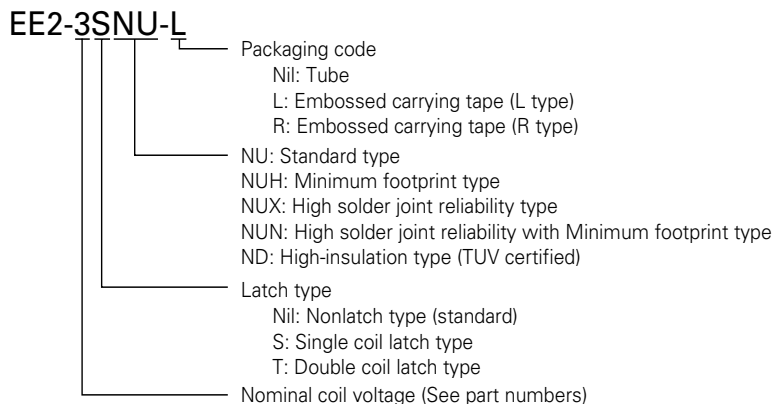 EE2-3SNU-L
Packaging code
Nil: Tube
L: Embossed carrying tape (L type)
R: Embossed carrying tape (R type)
NU: Standard type
NUH: Minimum footprint type
NUX: High solder joint reliability type
NUN: High solder joint reliability with Minimum footprint type
ND: High-insulation type (TUV certified)
Latch type
Nil: Nonlatch type (standard)
S: Single coil latch type
T: Double coil latch type
Nominal coil voltage (See part numbers)